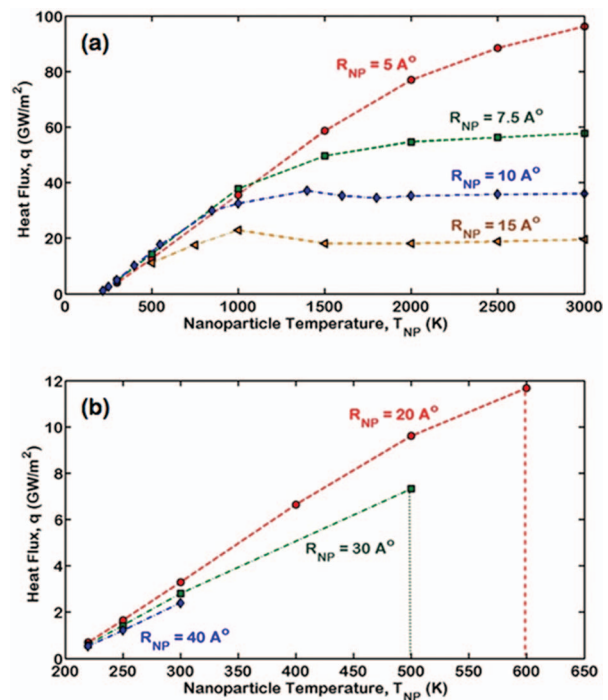 (a)
100
80
60
40
20
0
Heat Flux, q (GW/m²)
R_NP = 5 A°
R_NP = 7.5 A°
R_NP = 10 A°
R_NP = 15 A°
500 1000 1500 2000 2500 3000
Nanoparticle Temperature, T_NP (K)
(b)
12
10
8
6
4
2
0
Heat Flux, q (GW/m²)
R_NP = 20 A°
R_NP = 30 A°
R_NP = 40 A°
200 250 300 350 400 450 500 550 600 650
Nanoparticle Temperature, T_NP (K)